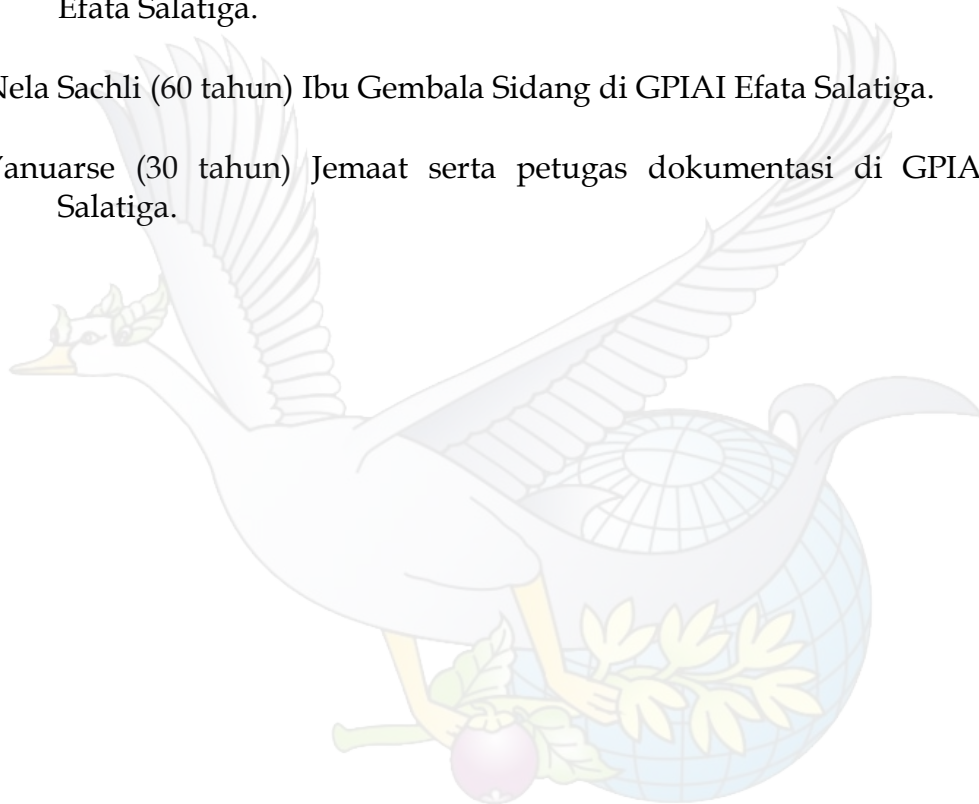 Efata Salatiga.
Nela Sachli (60 tahun) Ibu Gembala Sidang di GPIAI Efata Salatiga.
Yanuarse (30 tahun) Jemaat serta petugas dokumentasi di GPIA
Salatiga.